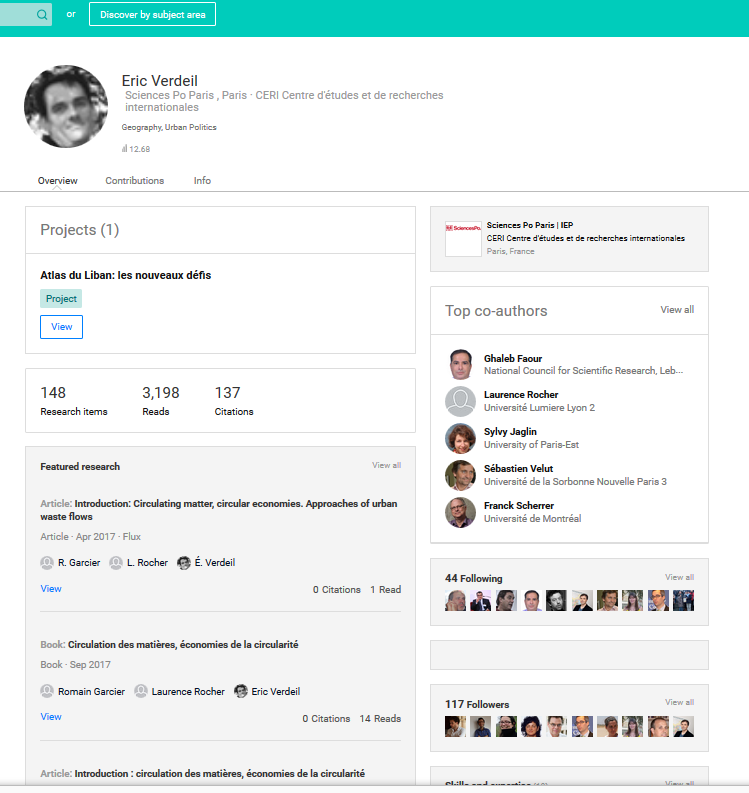 or
Discover by subject area
Eric Verdeil
Sciences Po Paris , Paris · CERI Centre d'études et de recherches
internationales
Geography, Urban Politics
12.68
Overview
Contributions
Info
Projects (1)
Atlas du Liban: les nouveaux défis
Project
View
148
3,198
137
Research items
Reads
Citations
Featured research
View all
Article: Introduction: Circulating matter, circular economies. Approaches of urban
waste flows
Article · Apr 2017 · Flux
R. Garcier
L. Rocher
É. Verdeil
View
0 Citations
1 Read
Book: Circulation des matières, économies de la circularité
Book · Sep 2017
Romain Garcier
Laurence Rocher
Eric Verdeil
View
0 Citations
14 Reads
Article: Introduction : circulation des matières, économies de la circularité
SciencesPo.
Sciences Po Paris | IEP
CERI Centre d'études et de recherches internationales
Paris, France
Top co-authors
View all
Ghaleb Faour
National Council for Scientific Research, Leb...
Laurence Rocher
Université Lumiere Lyon 2
Sylvy Jaglin
University of Paris-Est
Sébastien Velut
Université de la Sorbonne Nouvelle Paris 3
Franck Scherrer
Université de Montréal
44 Following
View all
117 Followers
View all
Skills and expertise
View all